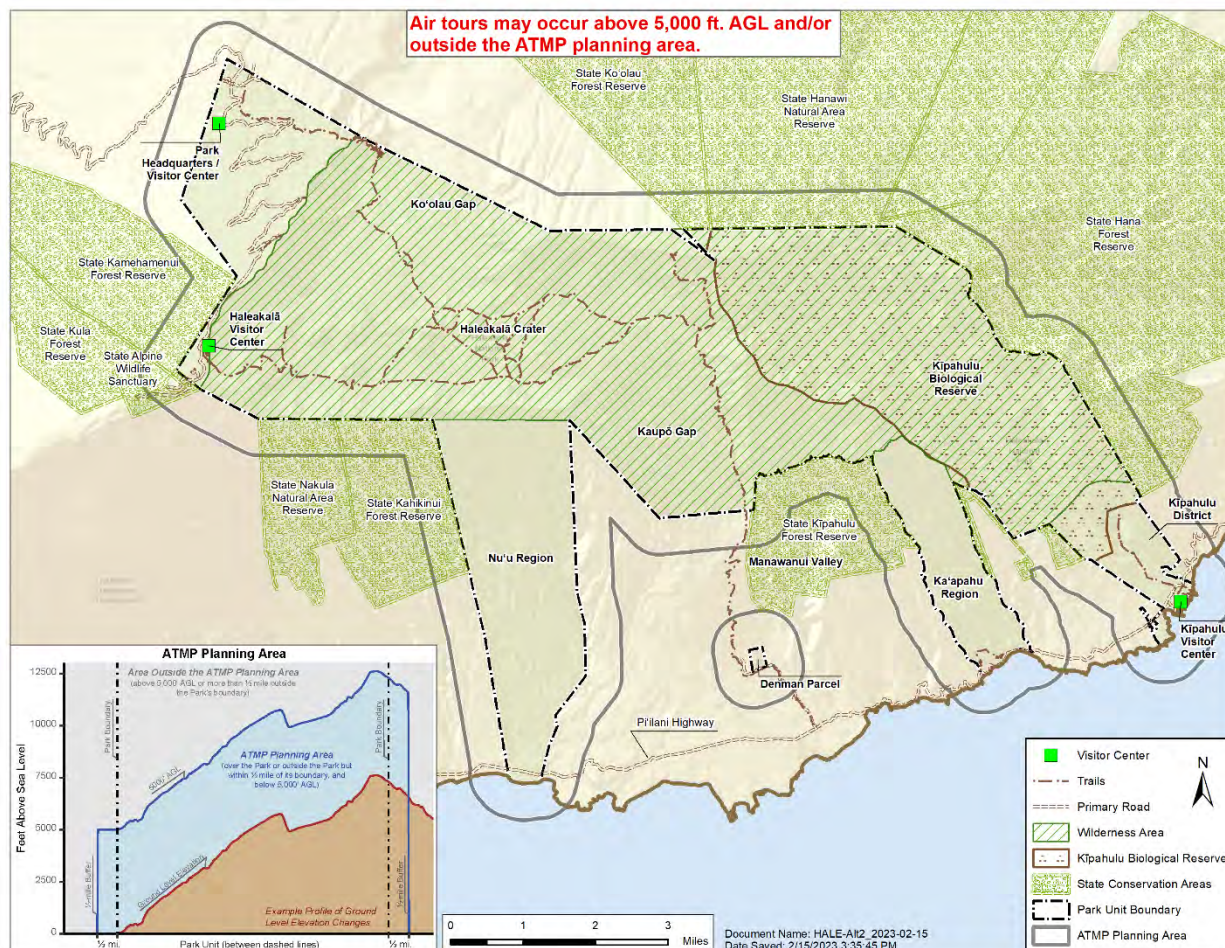 Air tours may occur above 5,000 ft. AGL and/or
outside the ATMP planning area.
State Ko‘olau
Forest Reserve
State Hanawi
Natural Area
Reserve
Park
Headquarters /
Visitor Center
Ko‘olau Gap
State Hana
Forest
Reserve
State Kamehamenui
Forest Reserve
Haleakalā
Visitor
Center
Haleakalā Crater
State Kula
Forest
Reserve
State Alpine
Wildlife
Sanctuary
Kīpahulu
Biological
Reserve
Kaupō Gap
State Nakula
Natural Area
Reserve
State Kahikinui
Forest Reserve
Nu‘u Region
State Kīpahulu
Forest Reserve
Manawanui Valley
Ka‘apahu
Region
Kīpahulu
District
Kīpahulu
Visitor
Center
Denman Parcel
Pi‘ilani Highway
ATMP Planning Area
Area Outside the ATMP Planning Area
(above 5,000' AGL or more than ½ mile outside
the Park's boundary)
Park Boundary
Park Boundary
ATMP Planning Area
(over the Park or outside the Park but
within ½ mile of its boundary, and
below 5,000' AGL)
5000' AGL
Ground Level Elevation
½-mile Buffer
½-mile Buffer
Example Profile of Ground
Level Elevation Changes
Feet Above Sea Level
12500
10000
7500
5000
2500
0
½ mi.
Park Unit (between dashed lines)
½ mi.
0 1 2 3
Miles
Document Name: HALE-Alt2_2023-02-15
Date Saved: 2/15/2023 3:35:45 PM
N
Visitor Center
Trails
Primary Road
Wilderness Area
Kīpahulu Biological Reserve
State Conservation Areas
Park Unit Boundary
ATMP Planning Area